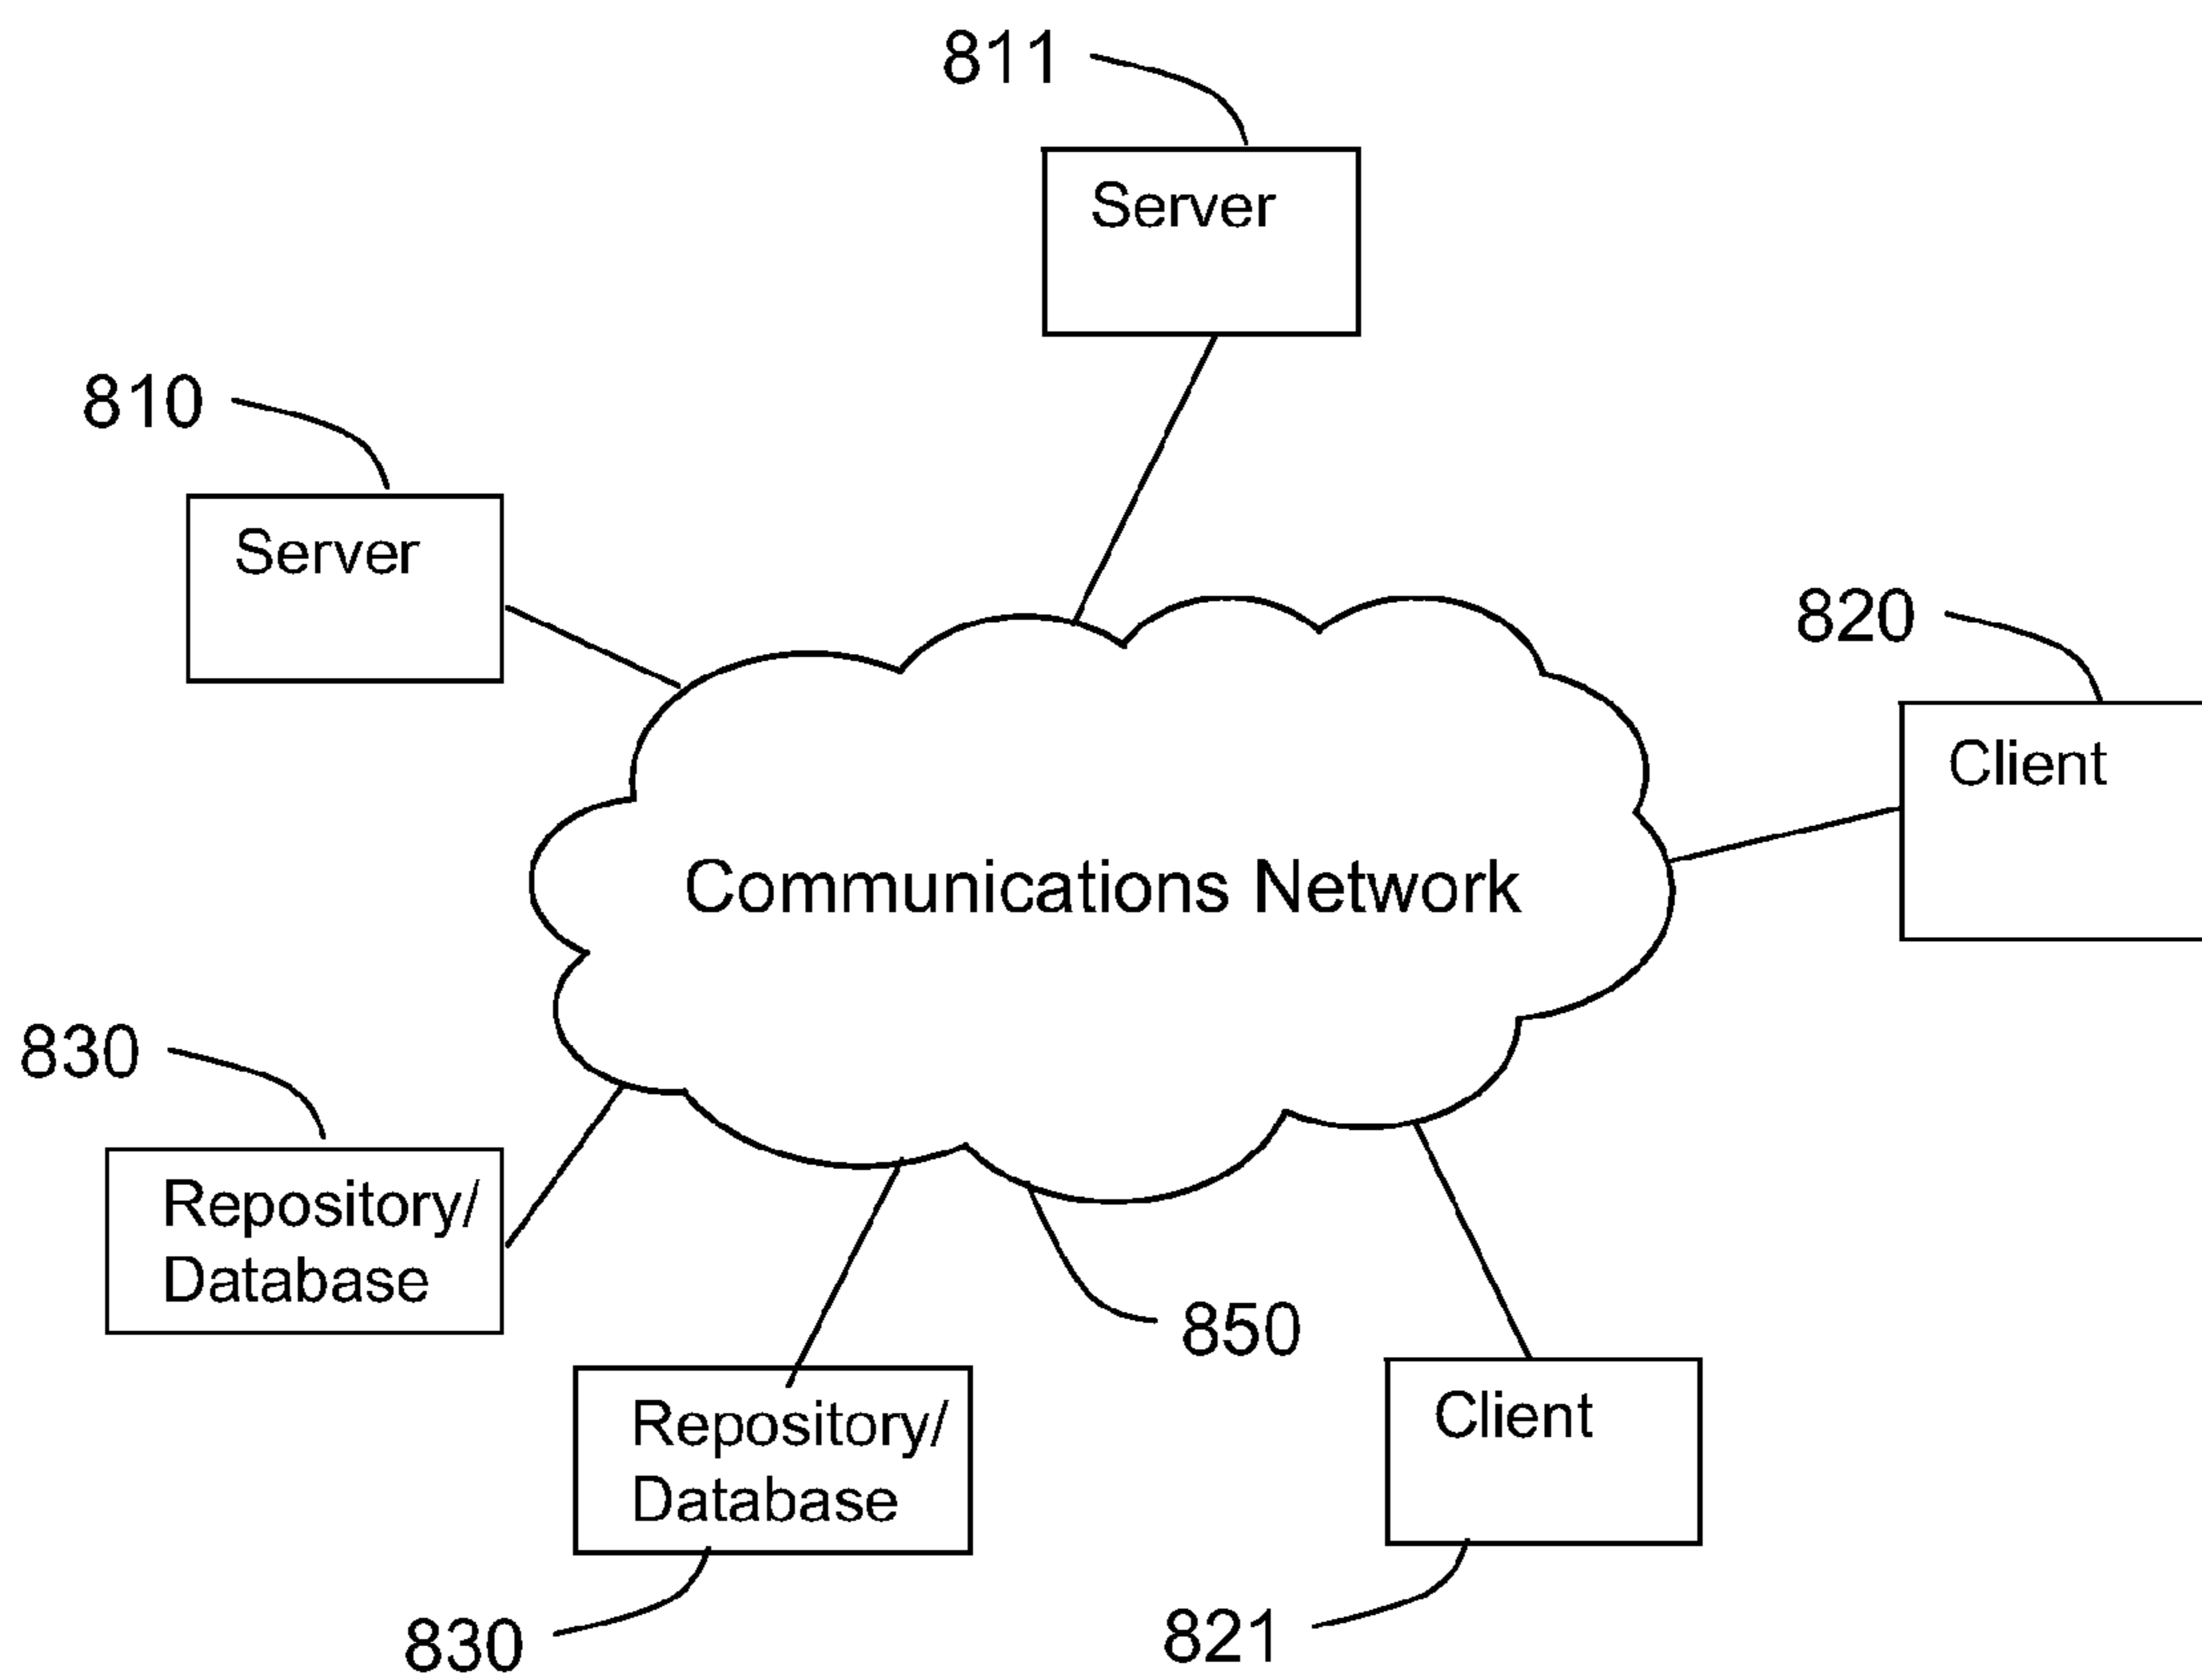 811
Server
810
Server
820
Client
Communications Network
830
Repository/
Database
850
Repository/
Database
Client
830
821